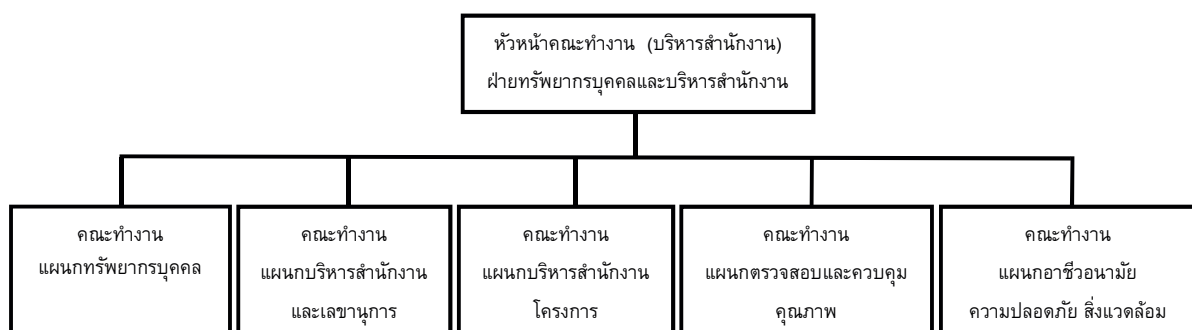 หัวหน้าคณะทำงาน (บริหารสำนักงาน)
ฝ่ายทรัพยากรบุคคลและบริหารสำนักงาน
คณะทำงาน
แผนกทรัพยากรบุคคล
คณะทำงาน
แผนกบริหารสำนักงาน
และเลขานุการ
คณะทำงาน
แผนกบริหารสำนักงาน
โครงการ
คณะทำงาน
แผนกตรวจสอบและควบคุม
คุณภาพ
คณะทำงาน
แผนกอาชีวอนามัย
ความปลอดภัย สิ่งแวดล้อม